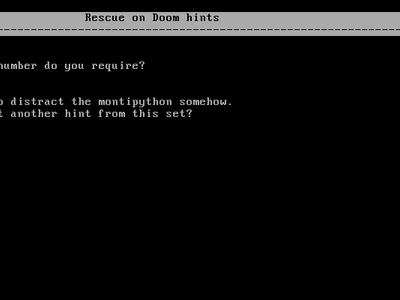 Rescue on Doom hints
number do you require?
o distract the montipython somehow.
t another hint from this set?